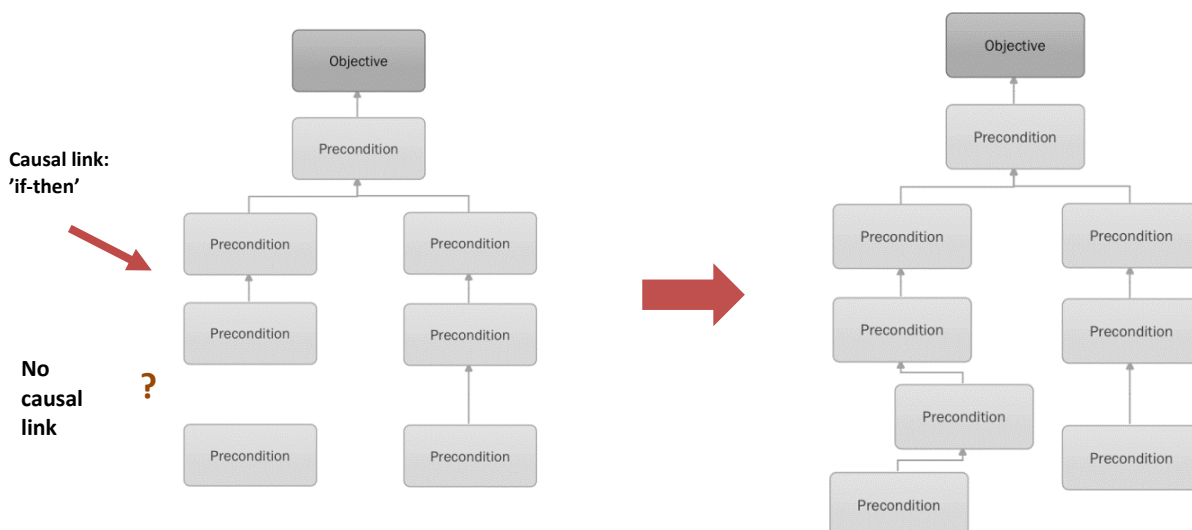 Objective
Precondition
Causal link:
’if-then’
Precondition
Precondition
Precondition
Precondition
No
causal
link
?
Precondition
Precondition
Objective
Precondition
Precondition
Precondition
Precondition
Precondition
Precondition
Precondition
Precondition